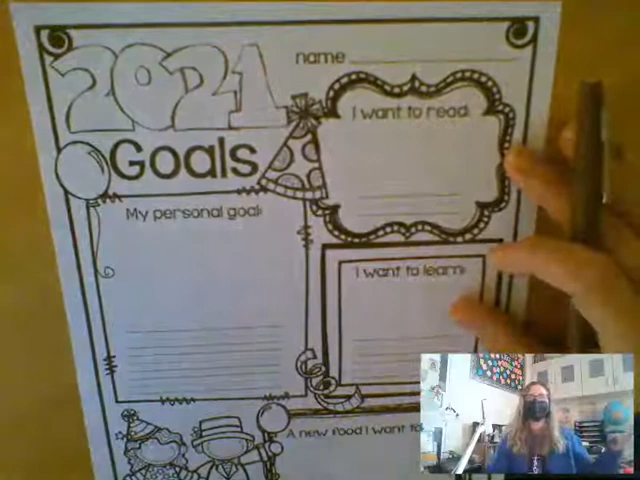 2021
name
Goals
I want to read:
My personal goal:
I want to learn:
A new food I want to